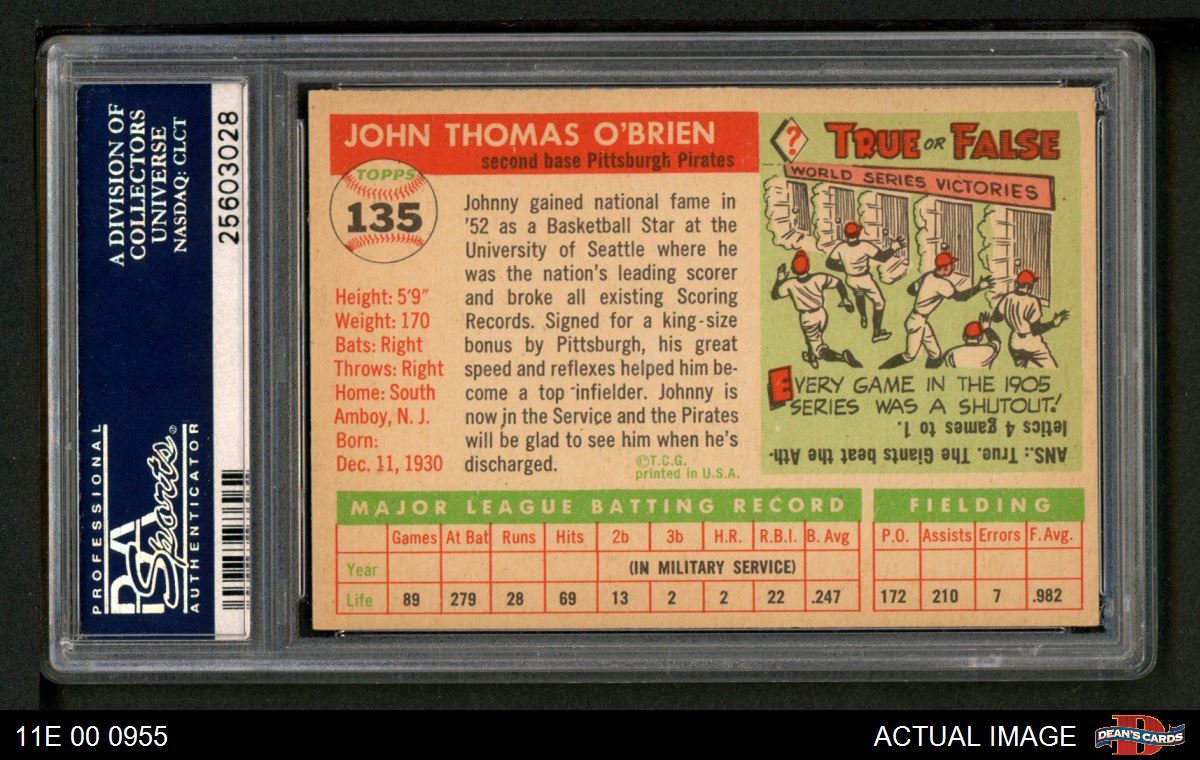 A DIVISION OF
COLLECTORS
UNIVERSE
NASDAQ: CLCT
25603028
PROFESSIONAL
PSA
Sports®
AUTHENTICATOR
JOHN THOMAS O'BRIEN
second base Pittsburgh Pirates
TOPPS
135
Height: 5'9"
Weight: 170
Bats: Right
Throws: Right
Home: South
Amboy, N. J.
Born:
Dec. 11, 1930
Johnny gained national fame in
'52 as a Basketball Star at the
University of Seattle where he
was the nation's leading scorer
and broke all existing Scoring
Records. Signed for a king-size
bonus by Pittsburgh, his great
speed and reflexes helped him be-
come a top infielder. Johnny is
now in the Service and the Pirates
will be glad to see him when he's
discharged.
©T.C.G.
printed in U.S.A.
?
TRUE OR FALSE
WORLD SERIES VICTORIES
EVERY GAME IN THE 1905
SERIES WAS A SHUTOUT!
ANS.: True. The Giants beat the Ath-
letics 4 games to 1.
MAJOR LEAGUE BATTING RECORD
FIELDING
Games At Bat Runs Hits 2b 3b H.R. R.B.I. B. Avg P.O. Assists Errors F. Avg.
Year (IN MILITARY SERVICE)
Life 89 279 28 69 13 2 2 22 .247 172 210 7 .982
11E 00 0955
ACTUAL IMAGE
DEAN'S CARDS